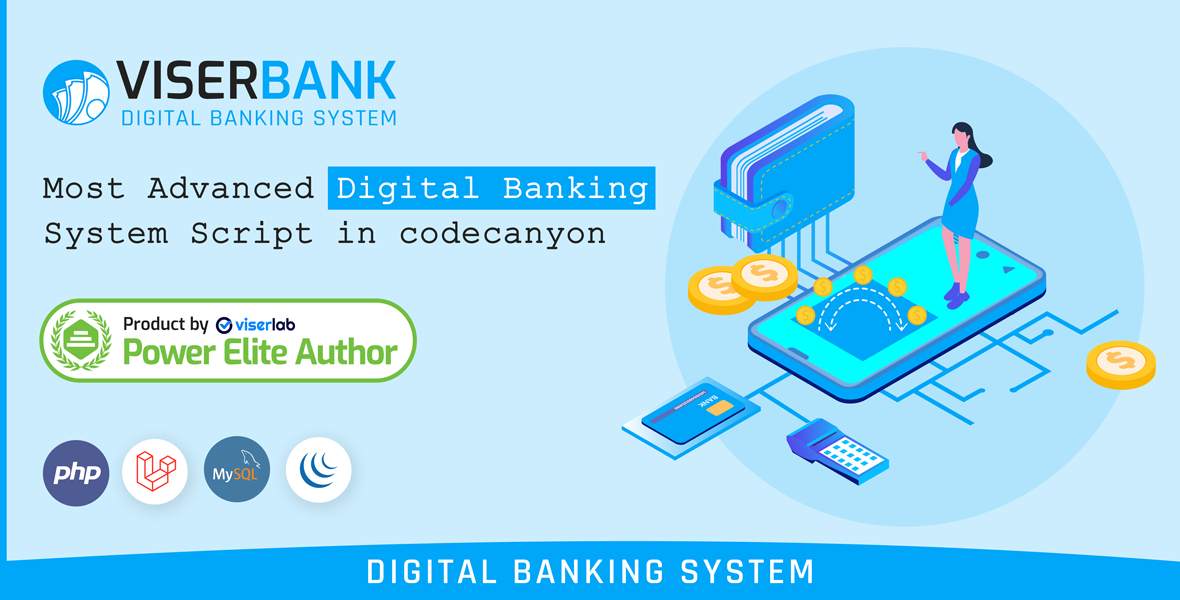 VISERBANK
DIGITAL BANKING SYSTEM
Most Advanced Digital Banking
System Script in codecanyon
Product by viserlab
Power Elite Author
php
MySQL
BANK
DIGITAL BANKING SYSTEM